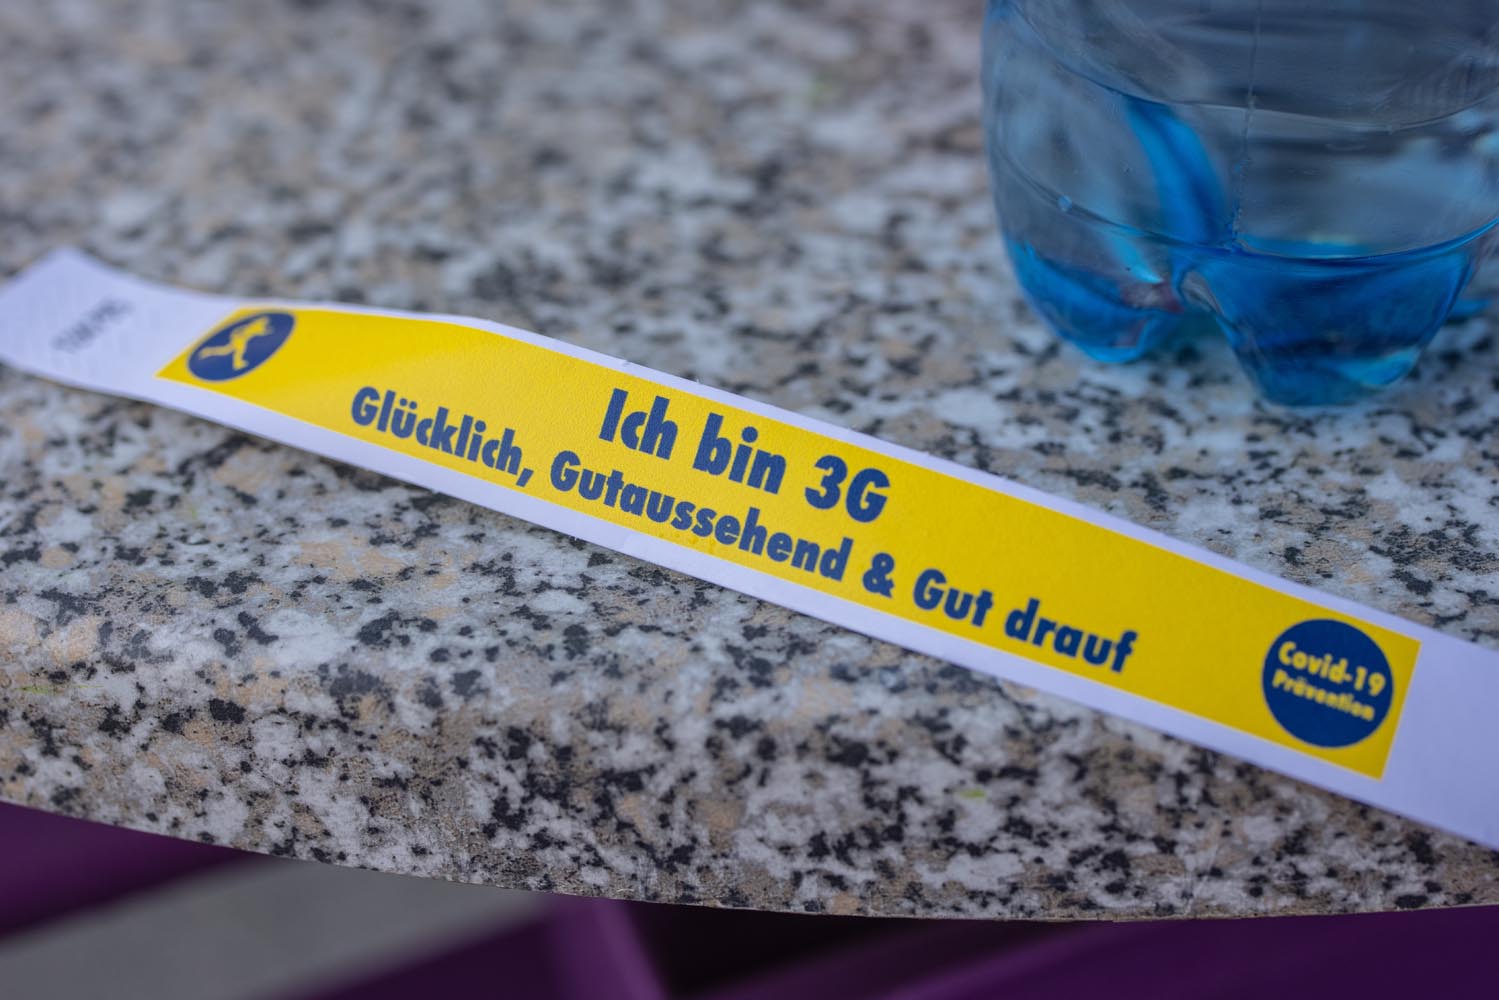 Ich bin 3G
Glücklich, Gutaussehend & Gut drauf
Covid-19
Prävention